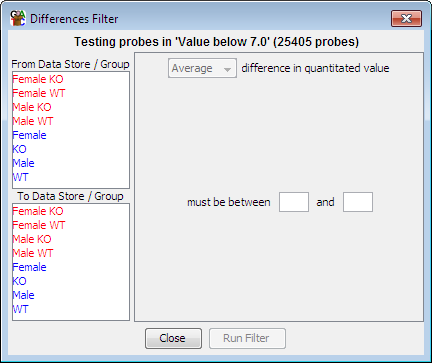 Differences Filter
Testing probes in 'Value below 7.0' (25405 probes)
From Data Store / Group
Female KO
Female WT
Male KO
Male WT
Female
KO
Male
WT
To Data Store / Group
Female KO
Female WT
Male KO
Male WT
Female
KO
Male
WT
Average difference in quantitated value
must be between and
Close Run Filter